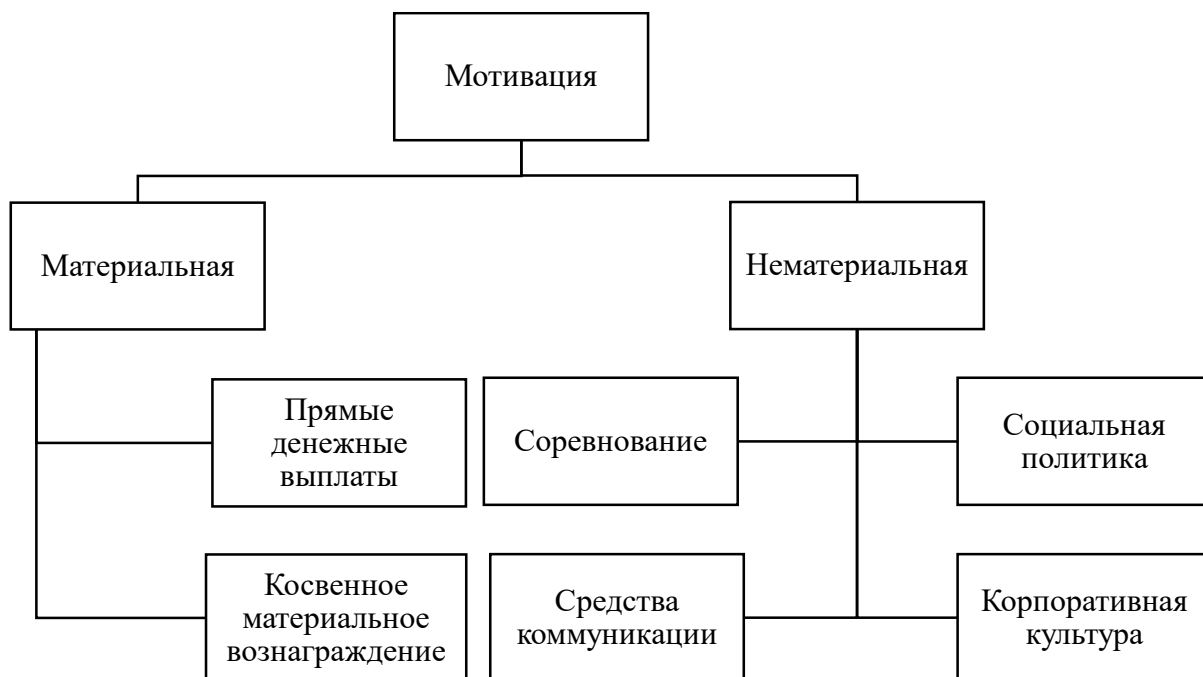 Мотивация
Материальная
Нематериальная
Прямые
денежные
выплаты
Соревнование
Социальная
политика
Косвенное
материальное
вознаграждение
Средства
коммуникации
Корпоративная
культура